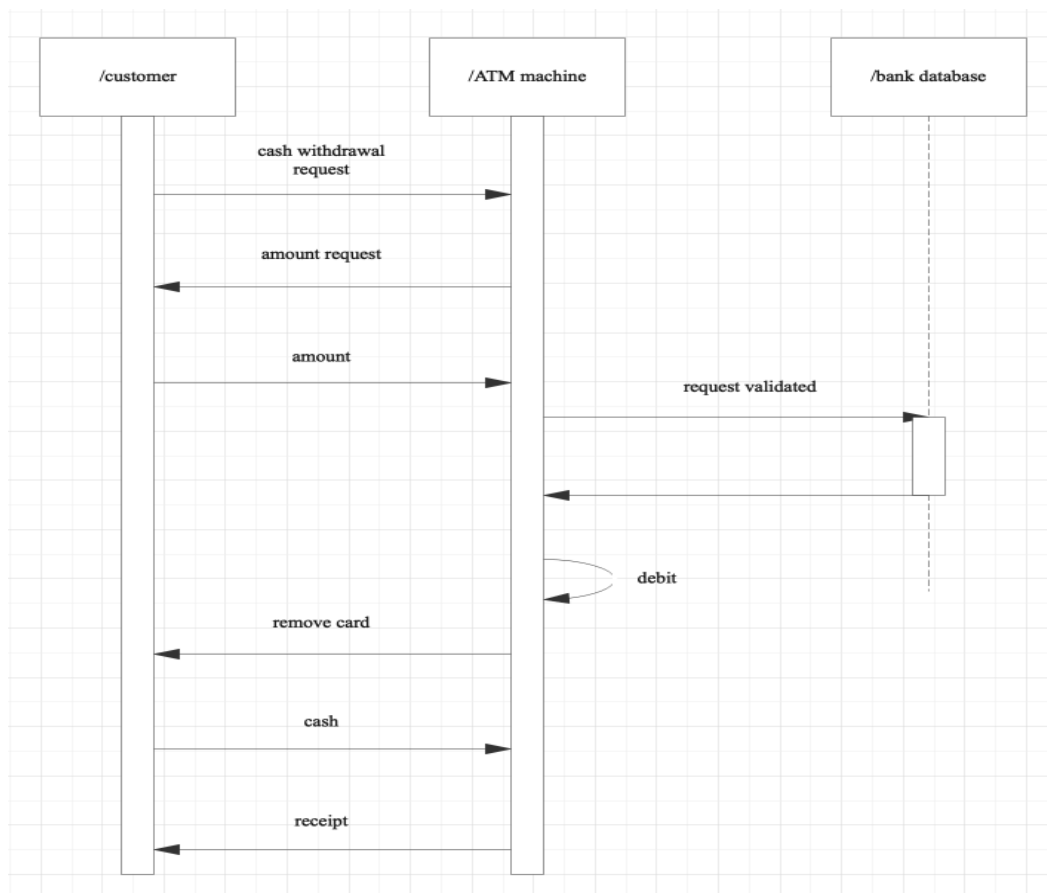 /customer
/ATM machine
/bank database
cash withdrawal
request
amount request
amount
request validated
debit
remove card
cash
receipt